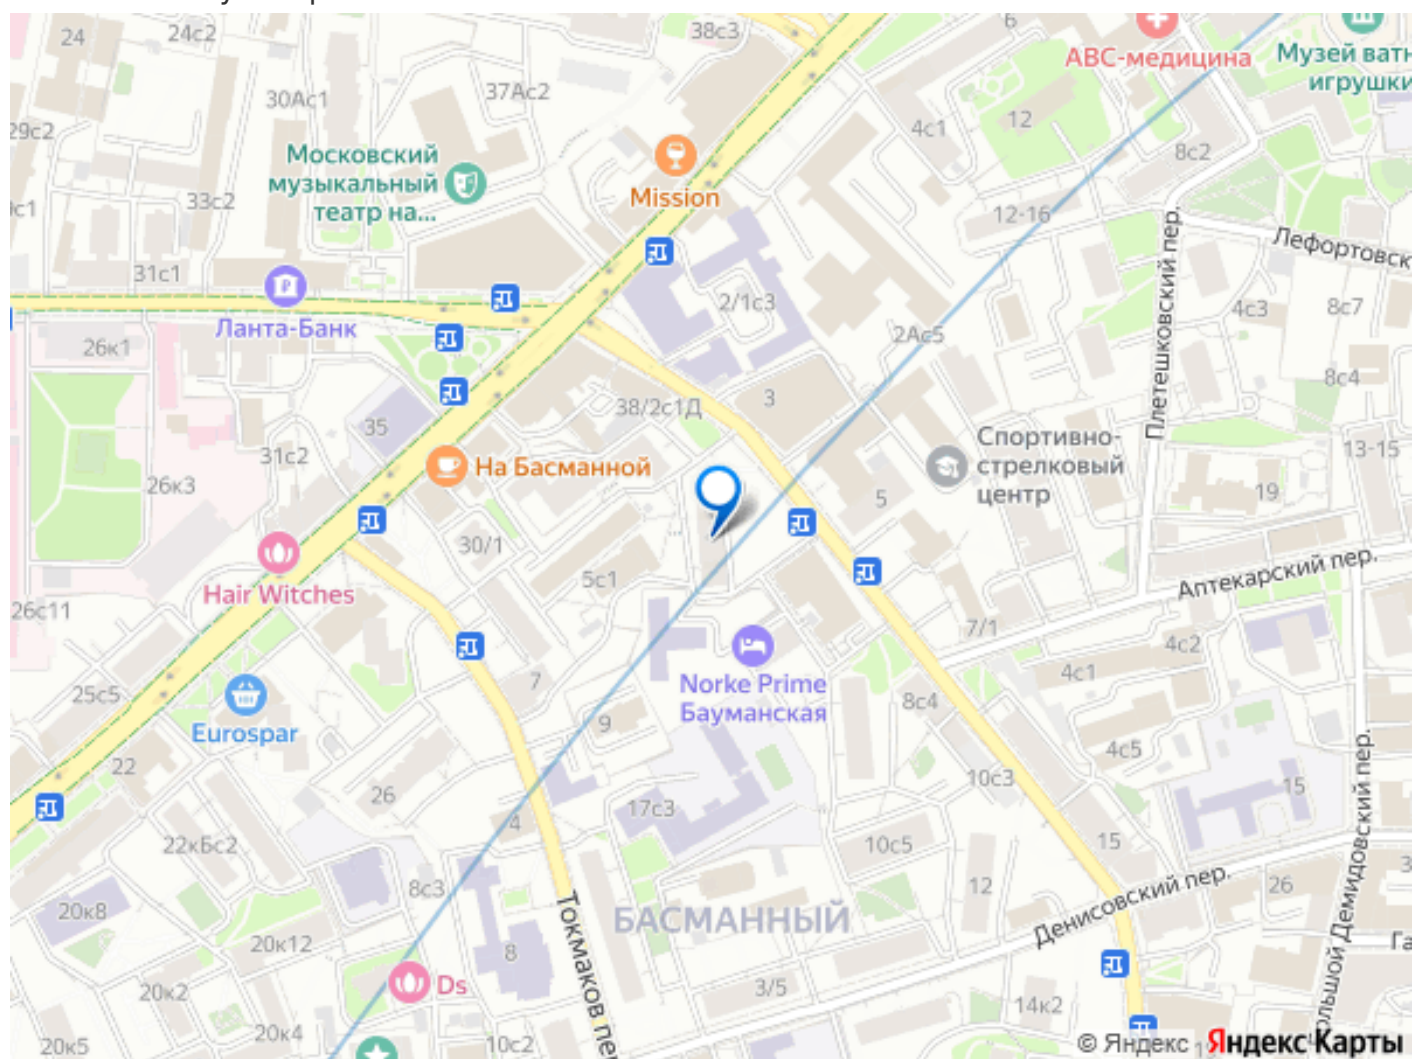 24
24с2
38с3
6
АВС-медицина
Музей ватн
игрушки
30Ас1
37Ас2
29с2
4с1
12
Московский
музыкальный
театр на...
8с2
Mission
33с2
12-16
Плетешковский пер.
Лефортовск
31с1
Ланта-Банк
26к1
2/1с3
2Ас5
4с3
8с7
8с4
38/2с1Д
3
35
Спортивно-
стрелковый
центр
13-15
31с2
На Басманной
26к3
5
19
30/1
5с1
Аптекарский пер.
Hair Witches
26с11
7/1
4с2
4с1
Norke Prime
Бауманская
25с5
7
8с4
9
Eurospar
4с5
22
10с3
26
15
17с3
4
15
22кБс2
10с5
8с3
12
Денисовский пер.
26
Большой Демидовский пер.
20к8
Токмаков пер
БАСМАННЫЙ
20к12
8
Га
Ds
20к2
3/5
14к2
20к4
20к5
10с2
© Яндекс Яндекс Карты